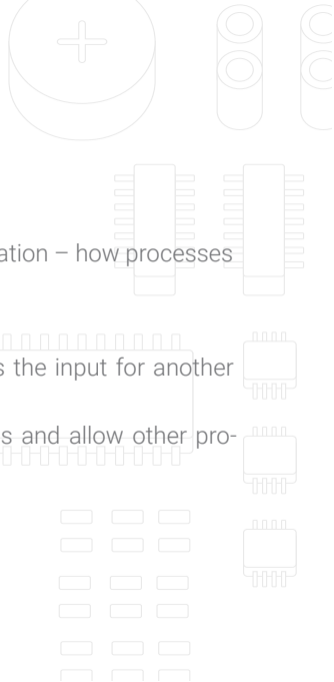 ation – how processes
s the input for another
s and allow other pro-